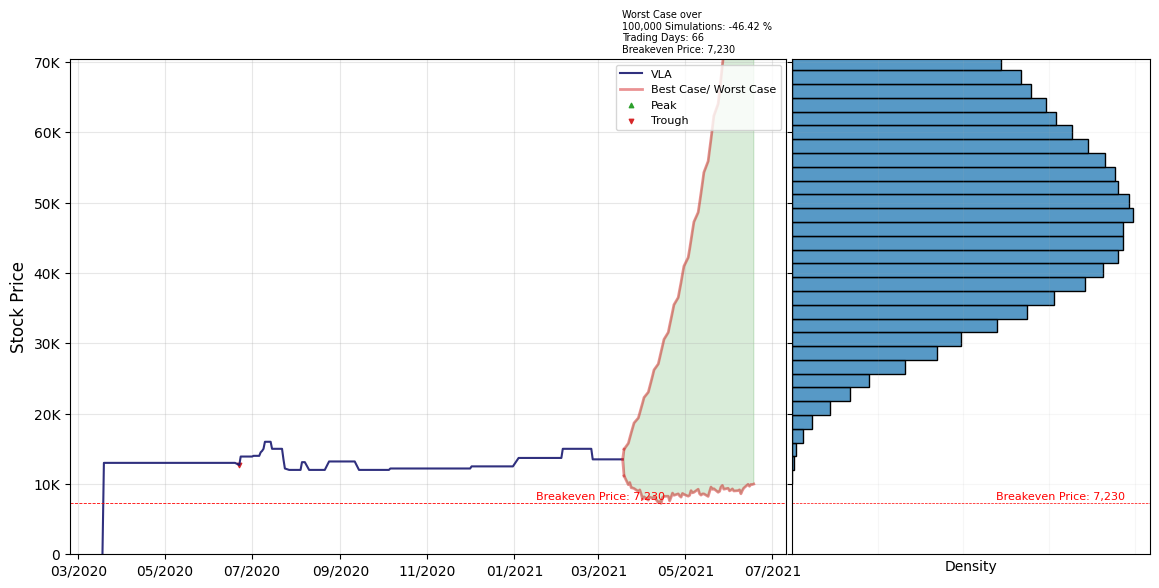 Worst Case over
100,000 Simulations: -46.42 %
Trading Days: 66
Breakeven Price: 7,230
VLA
Best Case/ Worst Case
Peak
Trough
Stock Price
70K
60K
50K
40K
30K
20K
10K
0
Breakeven Price: 7,230
Breakeven Price: 7,230
03/2020
05/2020
07/2020
09/2020
11/2020
01/2021
03/2021
05/2021
07/2021
Density